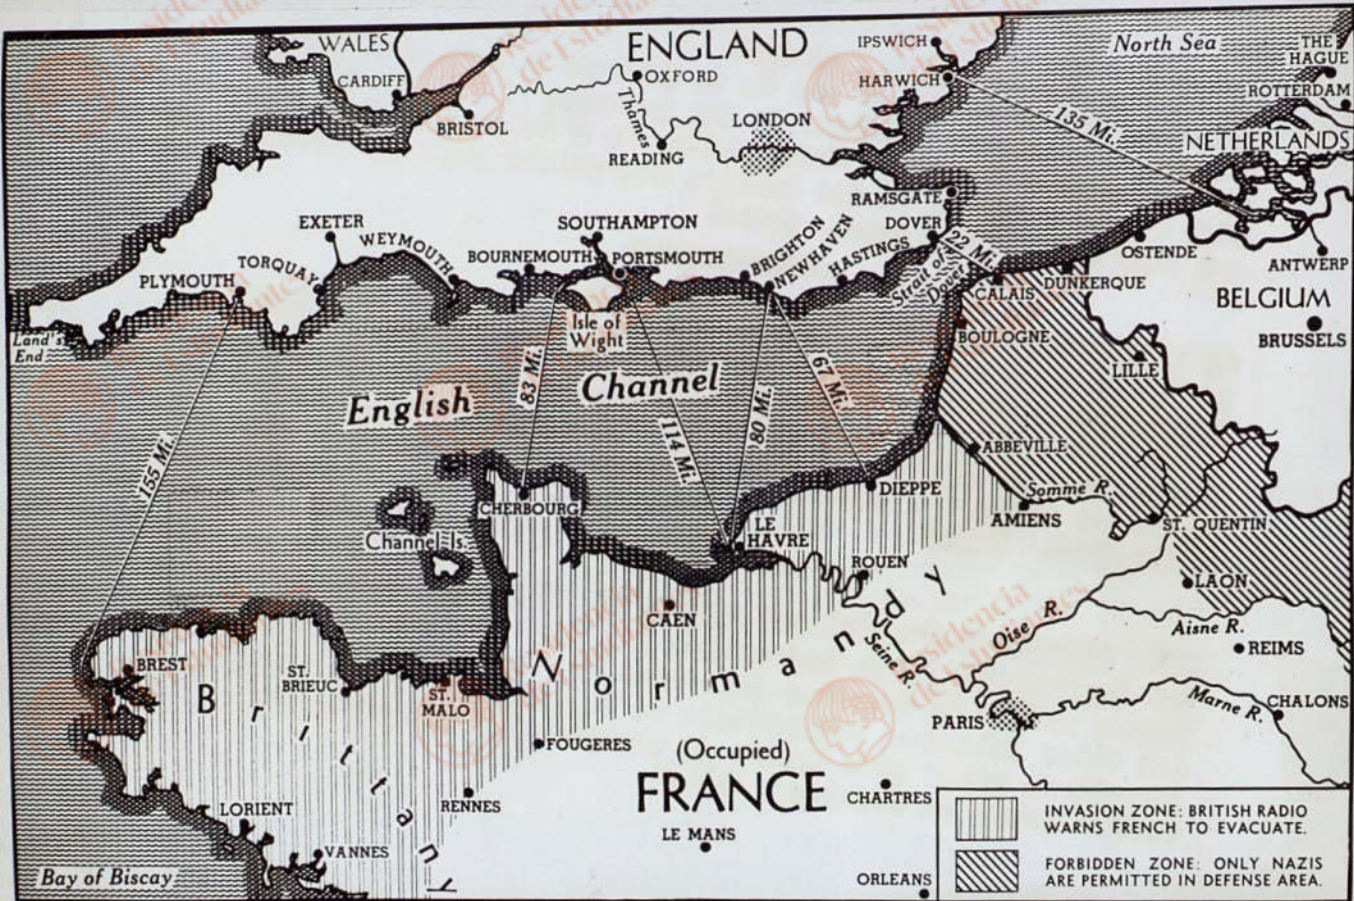 WALES
ENGLAND
IPSWICH
North Sea
THE
HAGUE
CARDIFF
OXFORD
HARWICH
ROTTERDAM
Thames
135 Mi.
BRISTOL
LONDON
NETHERLANDS
READING
RAMSGATE
EXETER
SOUTHAMPTON
DOVER
22 Mi.
OSTENDE
WEYMOUTH
BOURNEMOUTH
PORTSMOUTH
BRIGHTON
NEWHAVEN
HASTINGS
Strait of
Dover
ANTWERP
PLYMOUTH
TORQUAY
CALAIS
DUNKERQUE
BELGIUM
Land's
End
Isle of
Wight
BOULOGNE
BRUSSELS
83 Mi.
67 Mi.
LILLE
English
Channel
80 Mi.
114 Mi.
155 Mi.
ABBEVILLE
DIEPPE
Somme R.
CHERBOURG
AMIENS
ST. QUENTIN
Channel Is.
LE
HAVRE
ROUEN
LAON
CAEN
Normandy
Oise R.
Aisne R.
Seine R.
REIMS
BREST
ST.
BRIEUC
ST.
MALO
Brittany
Marne R.
CHALONS
PARIS
FOUGERES
(Occupied)
FRANCE
CHARTRES
LORIENT
RENNES
LE MANS
VANNES
Bay of Biscay
ORLEANS
INVASION ZONE: BRITISH RADIO
WARNS FRENCH TO EVACUATE.
FORBIDDEN ZONE: ONLY NAZIS
ARE PERMITTED IN DEFENSE AREA.
Residencia
de Estudiantes